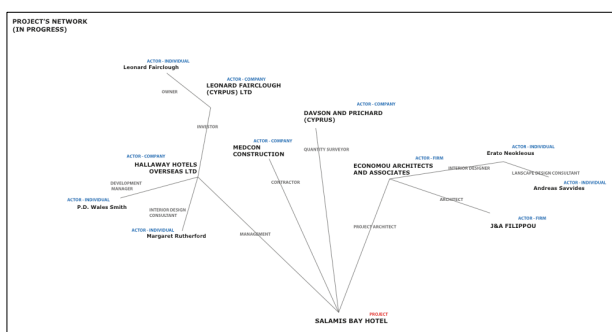 PROJECT'S NETWORK
(IN PROGRESS)
ACTOR - INDIVIDUAL
Leonard Fairclough
OWNER
ACTOR - COMPANY
LEONARD FAIRCLOUGH
(CYRPUS) LTD
INVESTOR
ACTOR - COMPANY
DAVSON AND PRICHARD
(CYPRUS)
QUANTITY SURVEYOR
ACTOR - COMPANY
MEDCON
CONSTRUCTION
CONTRACTOR
ACTOR - COMPANY
HALLAWAY HOTELS
OVERSEAS LTD
DEVELOPMENT
MANAGER
ACTOR - INDIVIDUAL
P.D. Wales Smith
INTERIOR DESIGN
CONSULTANT
ACTOR - INDIVIDUAL
Margaret Rutherford
MANAGEMENT
ACTOR - FIRM
ECONOMOU ARCHITECTS
AND ASSOCIATES
INTERIOR DESIGNER
ACTOR - INDIVIDUAL
Erato Neokleous
LANSCAPE DESIGN CONSULTANT
ACTOR - INDIVIDUAL
Andreas Savvides
ARCHITECT
ACTOR - FIRM
J&A FILIPPOU
PROJECT ARCHITECT
PROJECT
SALAMIS BAY HOTEL